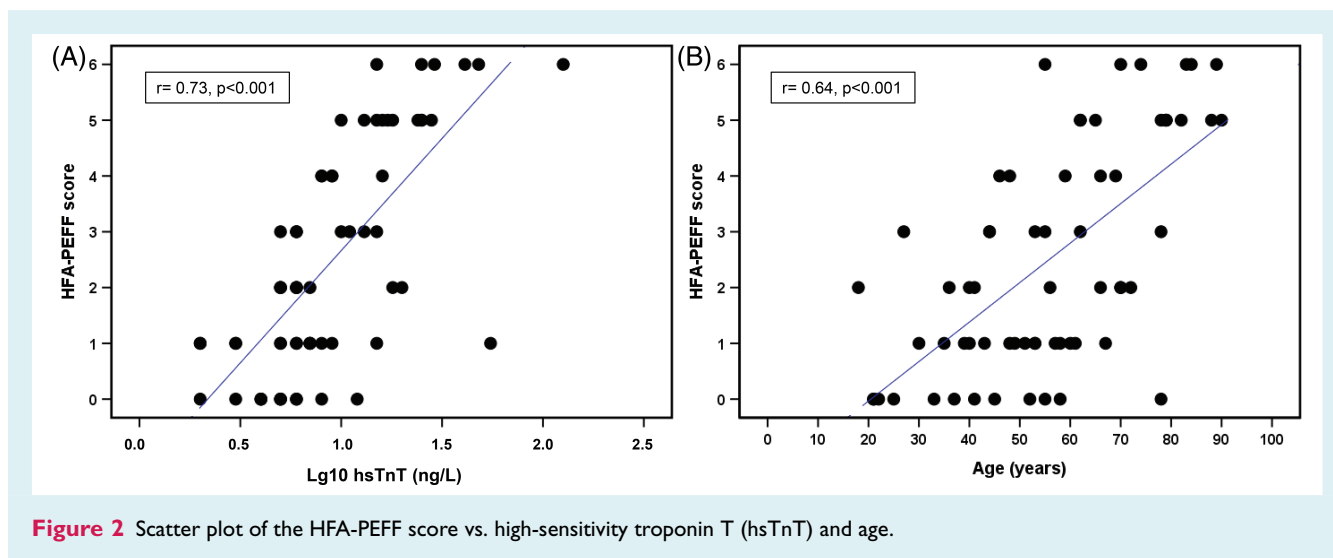 (A)
r= 0.73, p<0.001
HFA-PEFF score
6
5
4
3
2
1
0
0.0 0.5 1.0 1.5 2.0 2.5
Lg10 hsTnT (ng/L)
(B)
r= 0.64, p<0.001
HFA-PEFF score
6
5
4
3
2
1
0
0 10 20 30 40 50 60 70 80 90 100
Age (years)
Figure 2 Scatter plot of the HFA-PEFF score vs. high-sensitivity troponin T (hsTnT) and age.